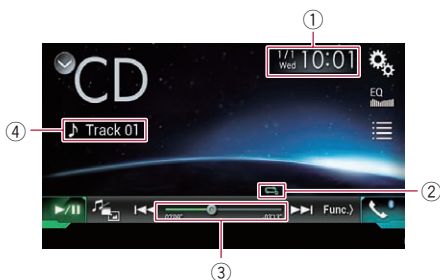 ①
1/1
Wed 10:01
CD
EQ
④ ♪ Track 01
②
Func.
③